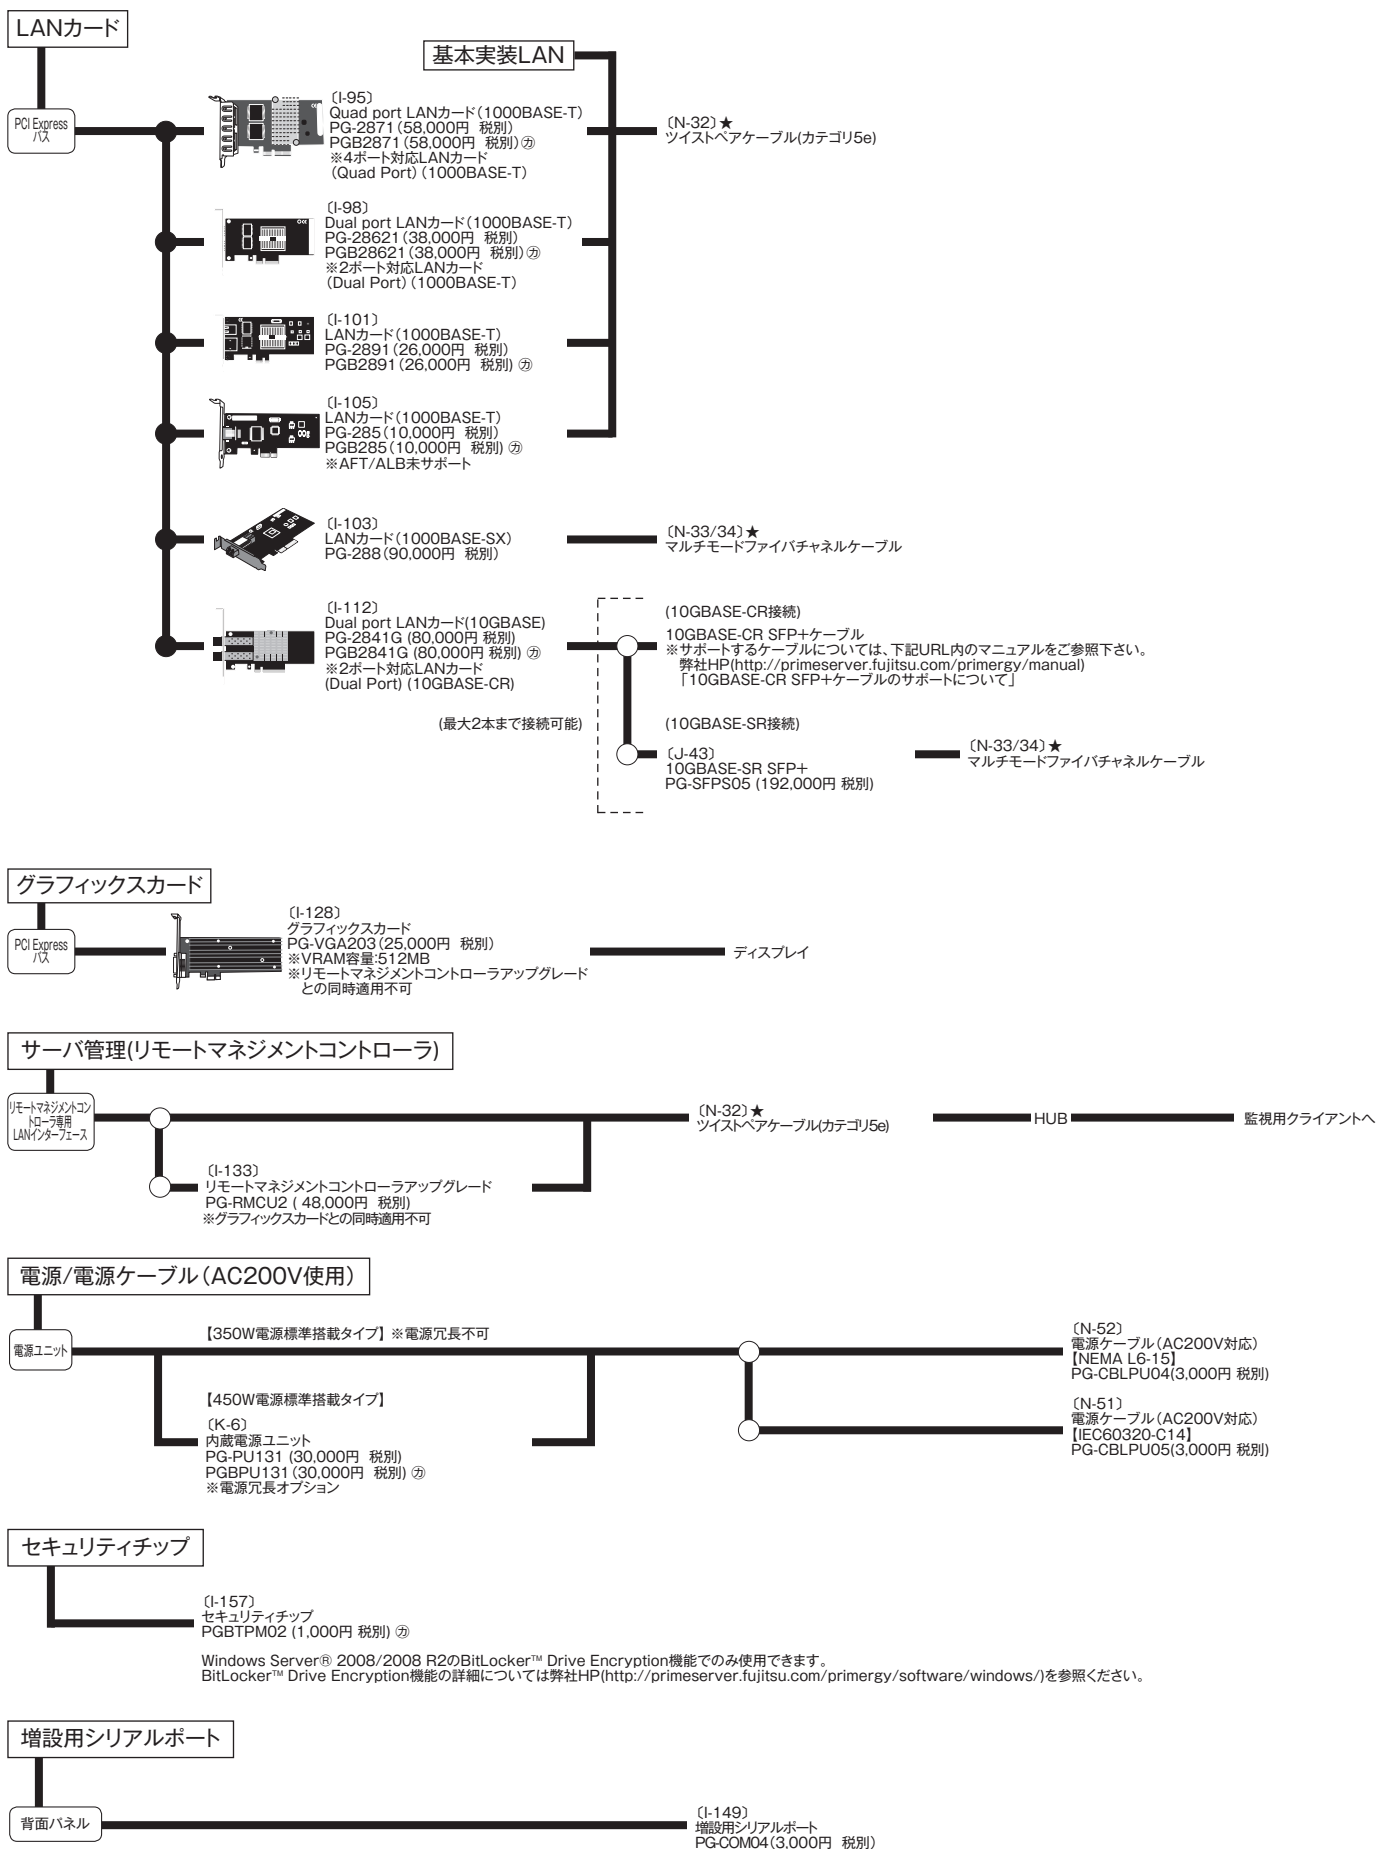 LANカード
基本実装LAN
PCI Express
バス
〔I-95〕
Quad port LANカード（1000BASE-T）
PG-2871（58,000円　税別）
PGB2871（58,000円　税別）㋕
※4ポート対応LANカード
（Quad Port）（1000BASE-T）
〔N-32〕★
ツイストペアケーブル(カテゴリ5e)
〔I-98〕
Dual port LANカード（1000BASE-T）
PG-28621（38,000円　税別）
PGB28621（38,000円　税別）㋕
※2ポート対応LANカード
（Dual Port）（1000BASE-T）
〔I-101〕
LANカード（1000BASE-T）
PG-2891（26,000円　税別）
PGB2891（26,000円　税別）㋕
〔I-105〕
LANカード（1000BASE-T）
PG-285（10,000円　税別）
PGB285（10,000円　税別）㋕
※AFT/ALB未サポート
〔I-103〕
LANカード（1000BASE-SX）
PG-288（90,000円　税別）
〔N-33/34〕★
マルチモードファイバチャネルケーブル
〔I-112〕
Dual port LANカード(10GBASE)
PG-2841G (80,000円 税別)
PGB2841G (80,000円 税別) ㋕
※2ポート対応LANカード
(Dual Port) (10GBASE-CR)
(最大2本まで接続可能)
(10GBASE-CR接続)
10GBASE-CR SFP+ケーブル
※サポートするケーブルについては、下記URL内のマニュアルをご参照下さい。
弊社HP(http://primeserver.fujitsu.com/primergy/manual)
「10GBASE-CR SFP+ケーブルのサポートについて」
(10GBASE-SR接続)
〔J-43〕
10GBASE-SR SFP+
PG-SFPS05 (192,000円 税別)
〔N-33/34〕★
マルチモードファイバチャネルケーブル
グラフィックスカード
PCI Express
バス
〔I-128〕
グラフィックスカード
PG-VGA203（25,000円　税別）
※VRAM容量:512MB
※リモートマネジメントコントローラアップグレード
との同時適用不可
ディスプレイ
サーバ管理(リモートマネジメントコントローラ)
リモートマネジメントコン
トローラ専用
LANインターフェース
〔N-32〕★
ツイストペアケーブル(カテゴリ5e)
HUB
監視用クライアントへ
〔I-133〕
リモートマネジメントコントローラアップグレード
PG-RMCU2 ( 48,000円　税別)
※グラフィックスカードとの同時適用不可
電源/電源ケーブル（AC200V使用）
電源ユニット
【350W電源標準搭載タイプ】 ※電源冗長不可
【450W電源標準搭載タイプ】
〔K-6〕
内蔵電源ユニット
PG-PU131 (30,000円　税別)
PGBPU131（30,000円　税別) ㋕
※電源冗長オプション
〔N-52〕
電源ケーブル（AC200V対応）
【NEMA L6-15】
PG-CBLPU04(3,000円 税別)
〔N-51〕
電源ケーブル（AC200V対応）
【IEC60320-C14】
PG-CBLPU05(3,000円 税別)
セキュリティチップ
〔I-157〕
セキュリティチップ
PGBTPM02 (1,000円 税別) ㋕
Windows Server® 2008/2008 R2のBitLocker™ Drive Encryption機能でのみ使用できます。
BitLocker™ Drive Encryption機能の詳細については弊社HP(http://primeserver.fujitsu.com/primergy/software/windows/)を参照ください。
増設用シリアルポート
背面パネル
〔I-149〕
増設用シリアルポート
PG-COM04（3,000円　税別）